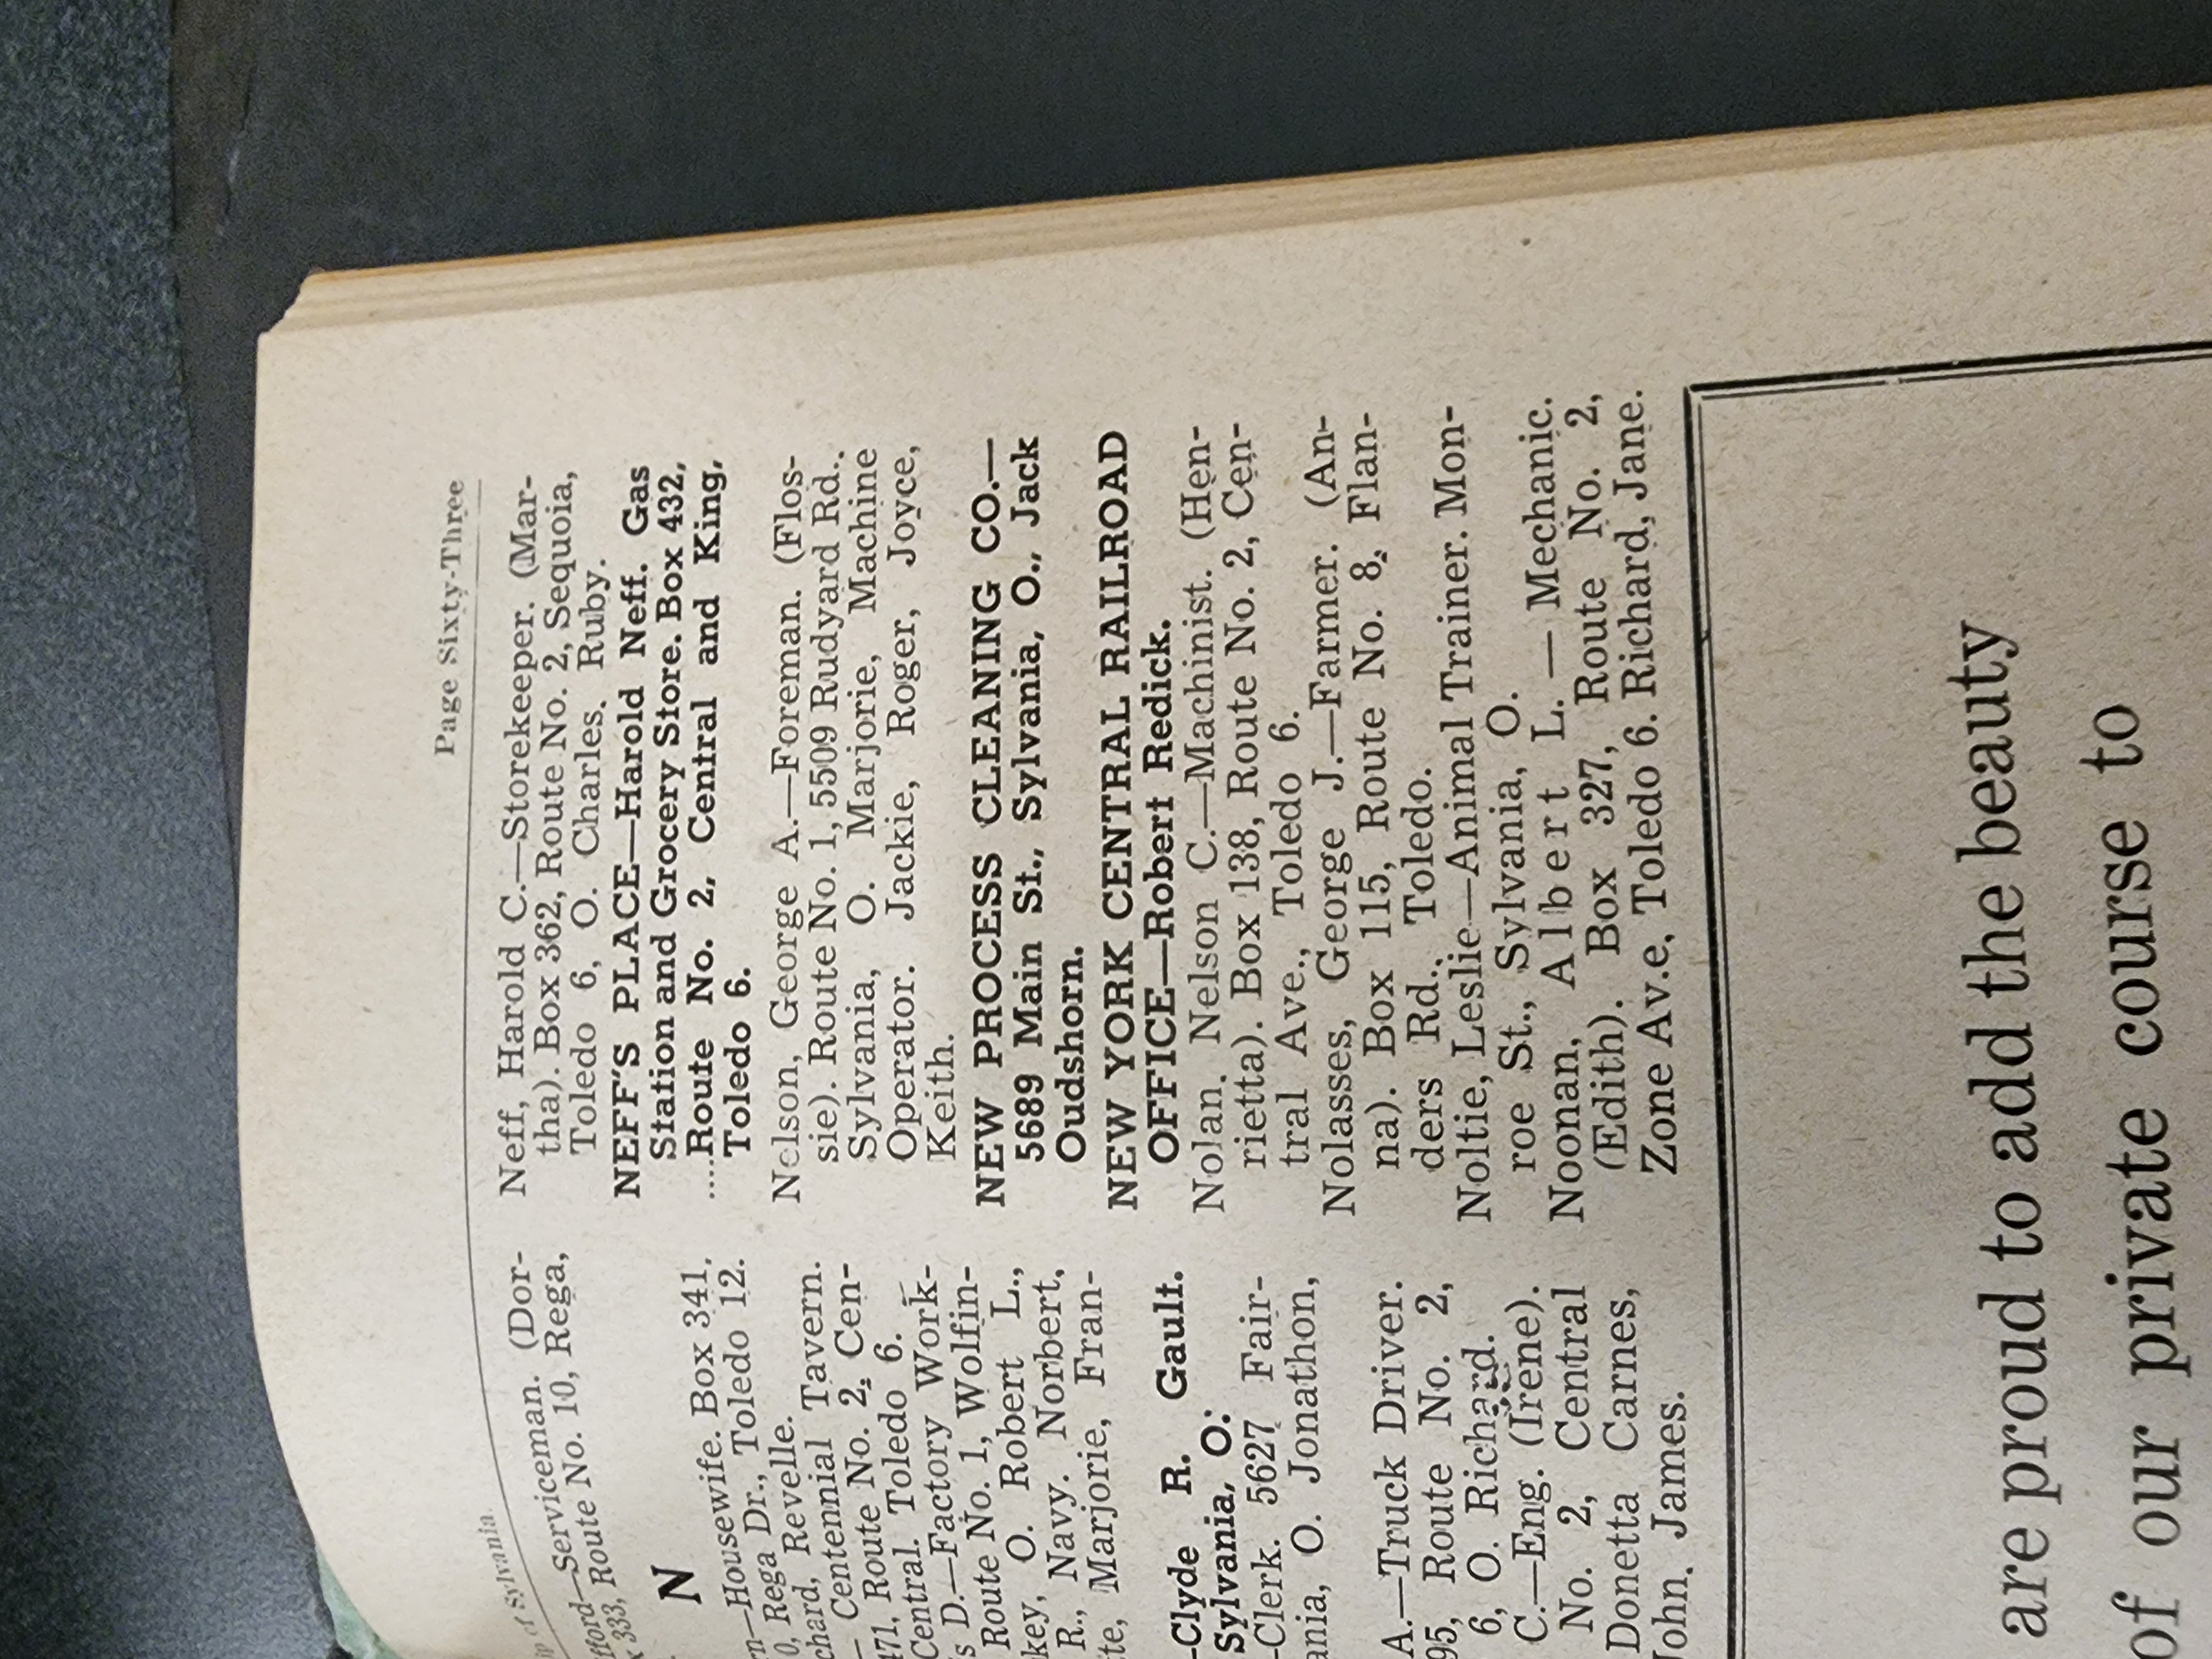 Page Sixty-Three
of Sylvania.
—Serviceman. (Dor-
333, Route No. 10, Rega,
N
—Housewife. Box 341,
Rega Dr., Toledo 12.
Revelle.
— Centennial Tavern.
471, Route No. 2, Cen-
Central. Toledo 6.
D.—Factory Work-
Route No. 1, Wolfin-
O. Robert L.,
R., Navy. Norbert,
Marjorie, Fran-
—Clyde R. Gault.
Sylvania, O.
—Clerk. 5627 Fair-
O. Jonathon,
A.—Truck Driver.
95, Route No. 2,
6, O. Richard.
C.—Eng. (Irene).
No. 2, Central
Donetta Carnes,
John, James.
Neff, Harold C.—Storekeeper. (Mar-
tha). Box 362, Route No. 2, Sequoia,
Toledo 6, O. Charles. Ruby.
NEFF'S PLACE—Harold Neff. Gas
Station and Grocery Store. Box 432,
....Route No. 2, Central and King,
Toledo 6.
Nelson, George A.—Foreman. (Flos-
sie). Route No. 1, 5509 Rudyard Rd.,
Sylvania, O. Marjorie, Machine
Operator. Jackie, Roger, Joyce,
Keith.
NEW PROCESS CLEANING CO.—
5689 Main St., Sylvania, O., Jack
Oudshorn.
NEW YORK CENTRAL RAILROAD
OFFICE—Robert Redick.
Nolan. Nelson C.—Machinist. (Hen-
rietta). Box 138, Route No. 2, Cen-
tral Ave., Toledo 6.
Nolasses, George J.—Farmer. (An-
na). Box 115, Route No. 8, Flan-
ders Rd., Toledo.
Noltie, Leslie—Animal Trainer. Mon-
roe St., Sylvania, O.
Noonan, Albert L. — Mechanic.
(Edith). Box 327, Route No. 2,
Zone Av.e, Toledo 6. Richard, Jane.
are proud to add the beauty
of our private course to